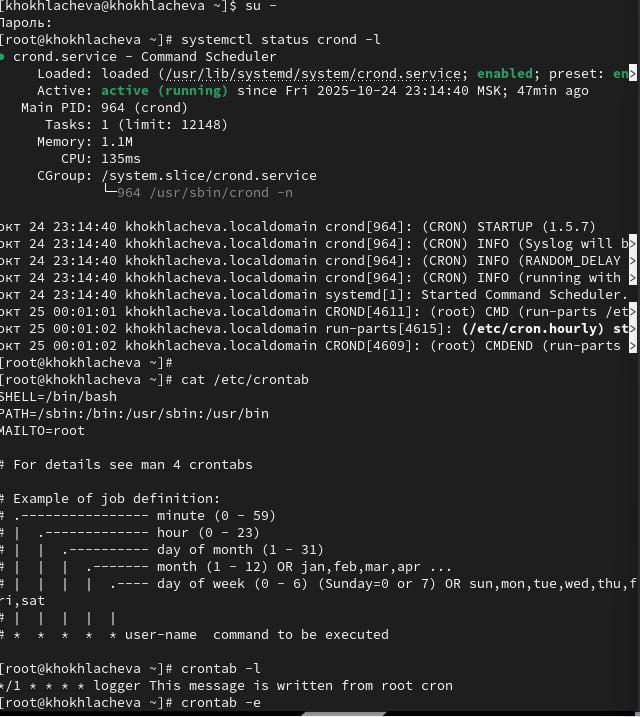 [khokhlacheva@khokhlacheva ~]$ su -
Пароль:
[root@khokhlacheva ~]# systemctl status crond -l
● crond.service - Command Scheduler
Loaded: loaded (/usr/lib/systemd/system/crond.service; enabled; preset: en>
Active: active (running) since Fri 2025-10-24 23:14:40 MSK; 47min ago
Main PID: 964 (crond)
Tasks: 1 (limit: 12148)
Memory: 1.1M
CPU: 135ms
CGroup: /system.slice/crond.service
└─964 /usr/sbin/crond -n
окт 24 23:14:40 khokhlacheva.localdomain crond[964]: (CRON) STARTUP (1.5.7)
окт 24 23:14:40 khokhlacheva.localdomain crond[964]: (CRON) INFO (Syslog will b>
окт 24 23:14:40 khokhlacheva.localdomain crond[964]: (CRON) INFO (RANDOM_DELAY >
окт 24 23:14:40 khokhlacheva.localdomain crond[964]: (CRON) INFO (running with >
окт 24 23:14:40 khokhlacheva.localdomain systemd[1]: Started Command Scheduler.
окт 25 00:01:01 khokhlacheva.localdomain CROND[4611]: (root) CMD (run-parts /et>
окт 25 00:01:02 khokhlacheva.localdomain run-parts[4615]: (/etc/cron.hourly) st>
окт 25 00:01:02 khokhlacheva.localdomain CROND[4609]: (root) CMDEND (run-parts >
[root@khokhlacheva ~]#
[root@khokhlacheva ~]# cat /etc/crontab
SHELL=/bin/bash
PATH=/sbin:/bin:/usr/sbin:/usr/bin
MAILTO=root
# For details see man 4 crontabs
# Example of job definition:
# .---------------- minute (0 - 59)
# |  .------------- hour (0 - 23)
# |  |  .---------- day of month (1 - 31)
# |  |  |  .------- month (1 - 12) OR jan,feb,mar,apr ...
# |  |  |  |  .---- day of week (0 - 6) (Sunday=0 or 7) OR sun,mon,tue,wed,thu,f
ri,sat
# |  |  |  |  |
# *  *  *  *  * user-name  command to be executed
[root@khokhlacheva ~]# crontab -l
*/1 * * * * logger This message is written from root cron
[root@khokhlacheva ~]# crontab -e